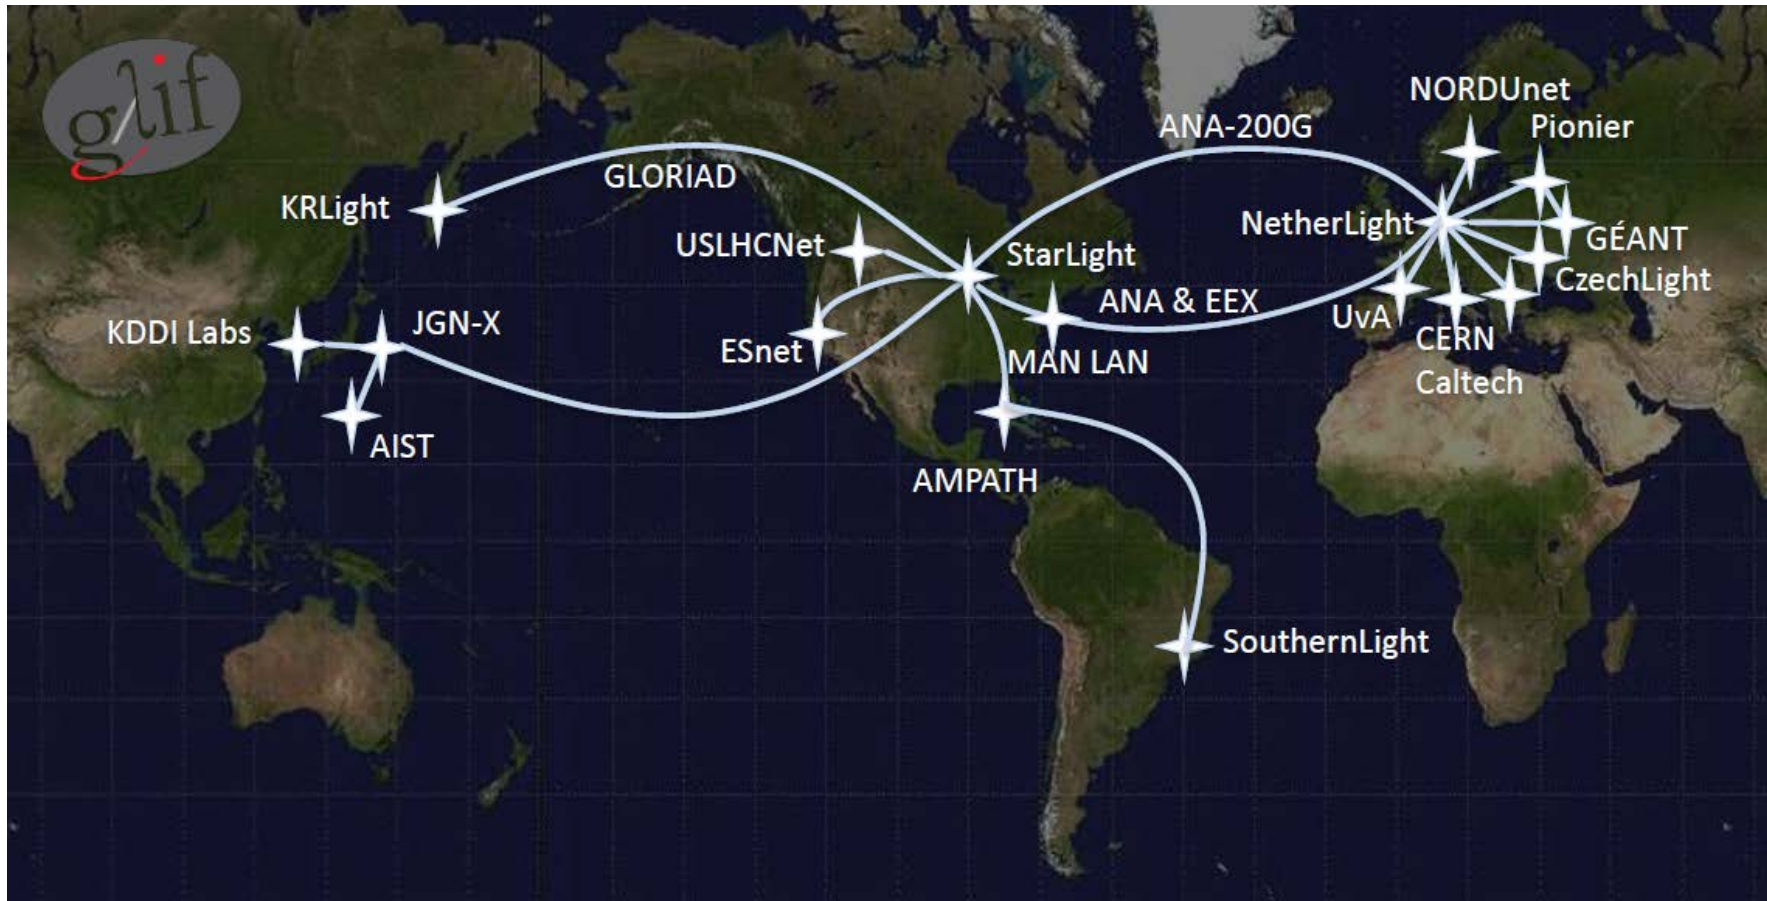 glif
NORDUnet
Pionier
ANA-200G
GLORIAD
KRLight
NetherLight
USLHCNet
StarLight
GÉANT
CzechLight
ANA & EEX
UvA
JGN-X
KDDI Labs
ESnet
CERN
MAN LAN
Caltech
AIST
AMPATH
SouthernLight